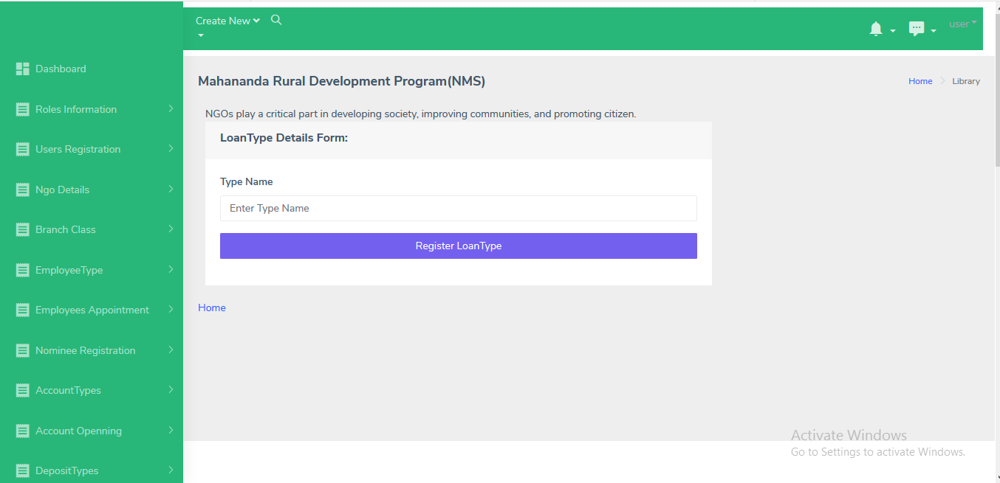 Create New
user
Dashboard
Roles Information
Users Registration
Ngo Details
Branch Class
EmployeeType
Employees Appointment
Nominee Registration
AccountTypes
Account Openning
DepositTypes
Mahananda Rural Development Program(NMS)
Home Library
NGOs play a critical part in developing society, improving communities, and promoting citizen.
LoanType Details Form:
Type Name
Enter Type Name
Register LoanType
Home
Activate Windows
Go to Settings to activate Windows.